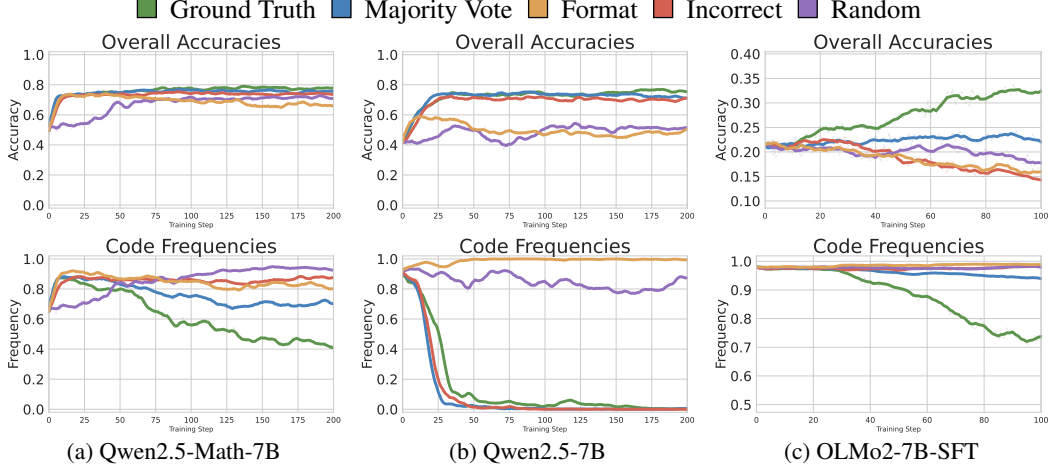 Ground Truth Majority Vote Format Incorrect Random
Overall Accuracies
Accuracy
1.0
0.8
0.6
0.4
0.2
0.0
0 25 50 75 100 125 150 175 200
Training Step
Code Frequencies
Frequency
1.0
0.8
0.6
0.4
0.2
0.0
0 25 50 75 100 125 150 175 200
Training Step
(a) Qwen2.5-Math-7B
Overall Accuracies
Accuracy
1.0
0.8
0.6
0.4
0.2
0.0
0 25 50 75 100 125 150 175 200
Training Step
Code Frequencies
Frequency
1.0
0.8
0.6
0.4
0.2
0.0
0 25 50 75 100 125 150 175 200
Training Step
(b) Qwen2.5-7B
Overall Accuracies
Accuracy
0.40
0.35
0.30
0.25
0.20
0.15
0.10
0 20 40 60 80 100
Training Step
Code Frequencies
Frequency
1.0
0.9
0.8
0.7
0.6
0.5
0 20 40 60 80 100
Training Step
(c) OLMo2-7B-SFT